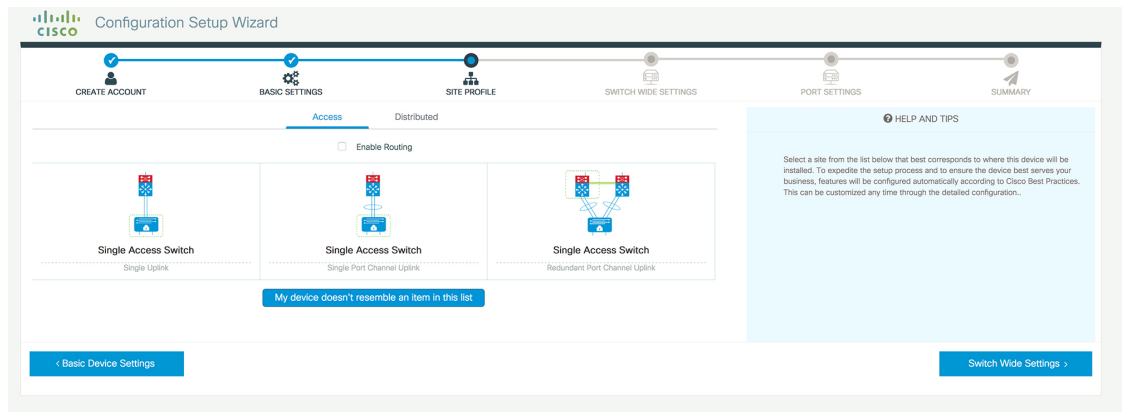 CISCO
Configuration Setup Wizard
CREATE ACCOUNT
BASIC SETTINGS
SITE PROFILE
SWITCH WIDE SETTINGS
PORT SETTINGS
SUMMARY
Access
Distributed
Enable Routing
Single Access Switch
Single Uplink
Single Access Switch
Single Port Channel Uplink
Single Access Switch
Redundant Port Channel Uplink
My device doesn't resemble an item in this list
? HELP AND TIPS
Select a site from the list below that best corresponds to where this device will be
installed. To expedite the setup process and to ensure the device best serves your
business, features will be configured automatically according to Cisco Best Practices.
This can be customized any time through the detailed configuration..
< Basic Device Settings
Switch Wide Settings >